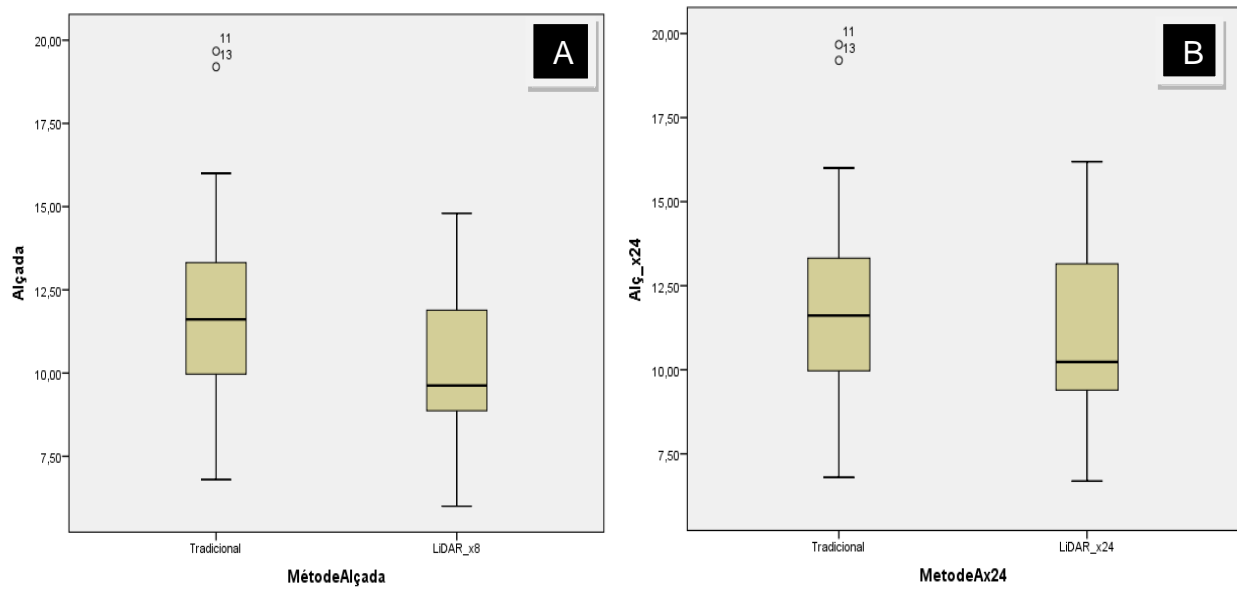 A
20,00
17,50
15,00
12,50
10,00
7,50
Alçada
11
13
Tradicional
LiDAR_x8
MétodeAlçada
B
20,00
17,50
15,00
12,50
10,00
7,50
Alç_x24
11
13
Tradicional
LiDAR_x24
MetodeAx24